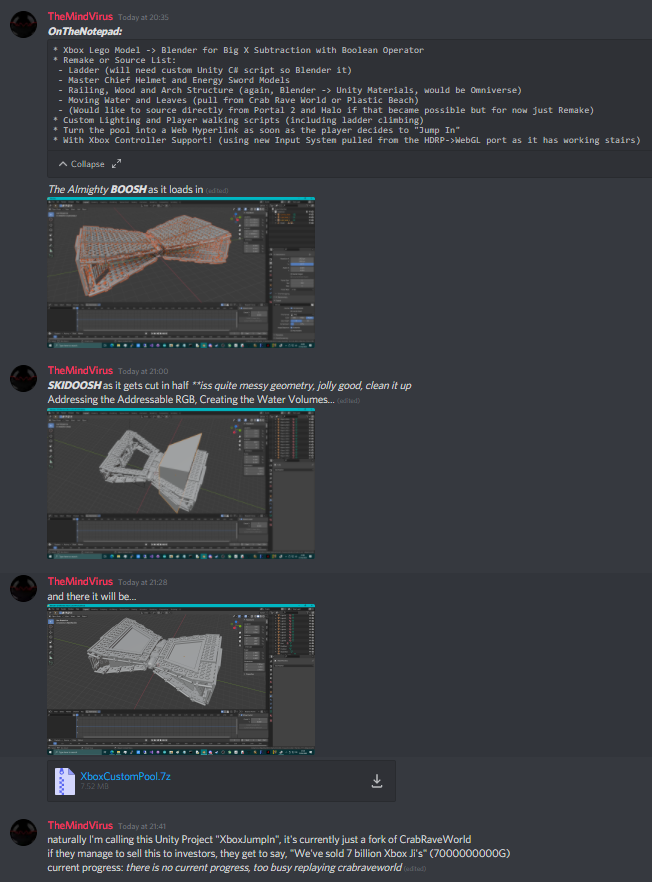 TheMindVirus Today at 20:35
OnTheNotepad:
* Xbox Lego Model -> Blender for Big X Subtraction with Boolean Operator
* Remake or Source List:
- Ladder (will need custom Unity C# script so Blender it)
- Master Chief Helmet and Energy Sword Models
- Railing, Wood and Arch Structure (again, Blender -> Unity Materials, would be Omniverse)
- Moving Water and Leaves (pull from Crab Rave World or Plastic Beach)
- (Would like to source directly from Portal 2 and Halo if that became possible but for now just Remake)
* Custom Lighting and Player walking scripts (including ladder climbing)
* Turn the pool into a Web Hyperlink as soon as the player decides to "Jump In"
* With Xbox Controller Support! (using new Input System pulled from the HDRP->WebGL port as it has working stairs)
Collapse
The Almighty BOOSH as it loads in (edited)
TheMindVirus Today at 21:00
SKIDOOSH as it gets cut in half **iss quite messy geometry, jolly good, clean it up
Addressing the Addressable RGB, Creating the Water Volumes... (edited)
TheMindVirus Today at 21:28
and there it will be...
XboxCustomPool.7z
7.52 MB
TheMindVirus Today at 21:41
naturally I'm calling this Unity Project "XboxJumpIn", it's currently just a fork of CrabRaveWorld
if they manage to sell this to investors, they get to say, "We've sold 7 billion Xbox Ji's" (7000000000G)
current progress: there is no current progress, too busy replaying crabraveworld (edited)